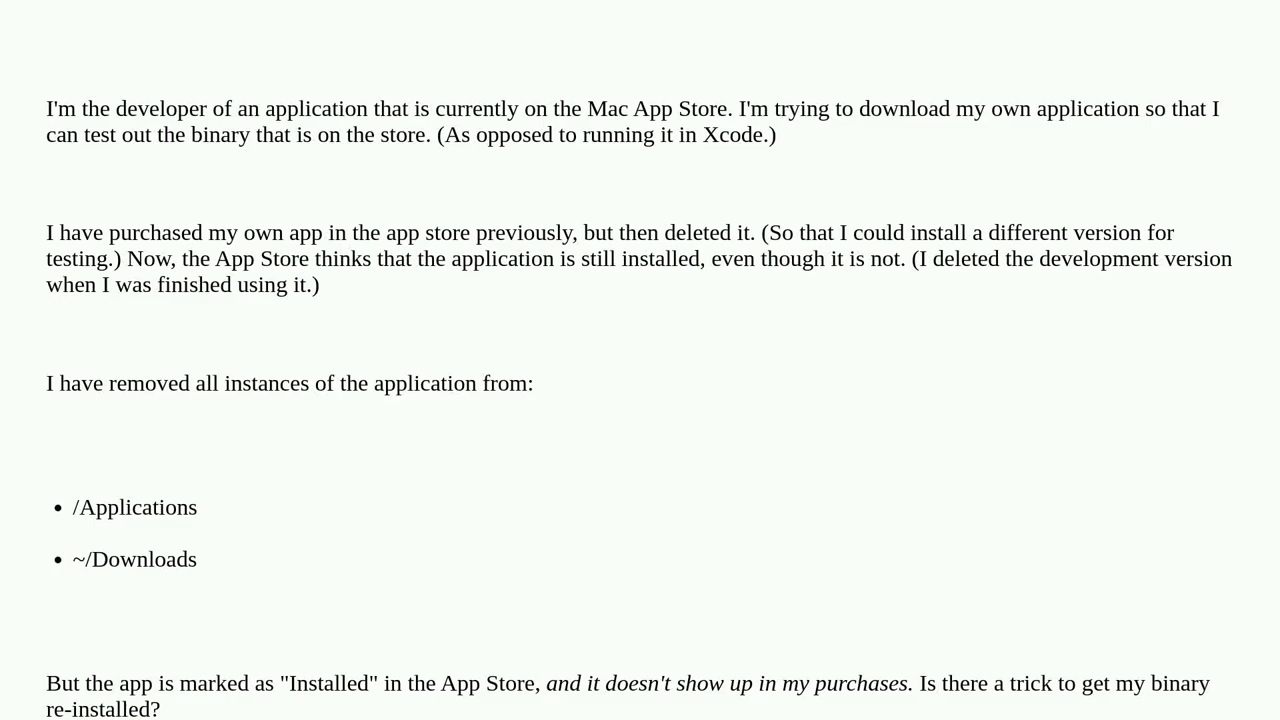 I'm the developer of an application that is currently on the Mac App Store. I'm trying to download my own application so that I
can test out the binary that is on the store. (As opposed to running it in Xcode.)
I have purchased my own app in the app store previously, but then deleted it. (So that I could install a different version for
testing.) Now, the App Store thinks that the application is still installed, even though it is not. (I deleted the development version
when I was finished using it.)
I have removed all instances of the application from:
• /Applications
• ~/Downloads
But the app is marked as "Installed" in the App Store, and it doesn't show up in my purchases. Is there a trick to get my binary
re-installed?